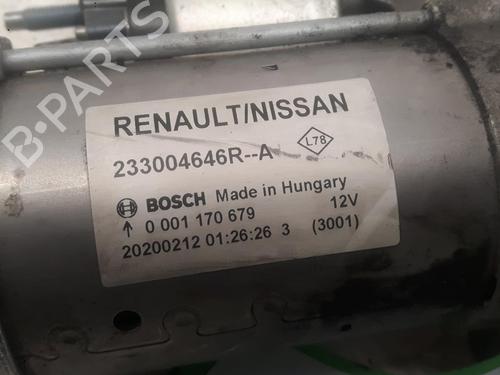 B-PARTS
RENAULT/NISSAN
233004646R--A
L78
BOSCH Made in Hungary
0 001 170 679 12V
20200212 01:26:26 3 (3001)